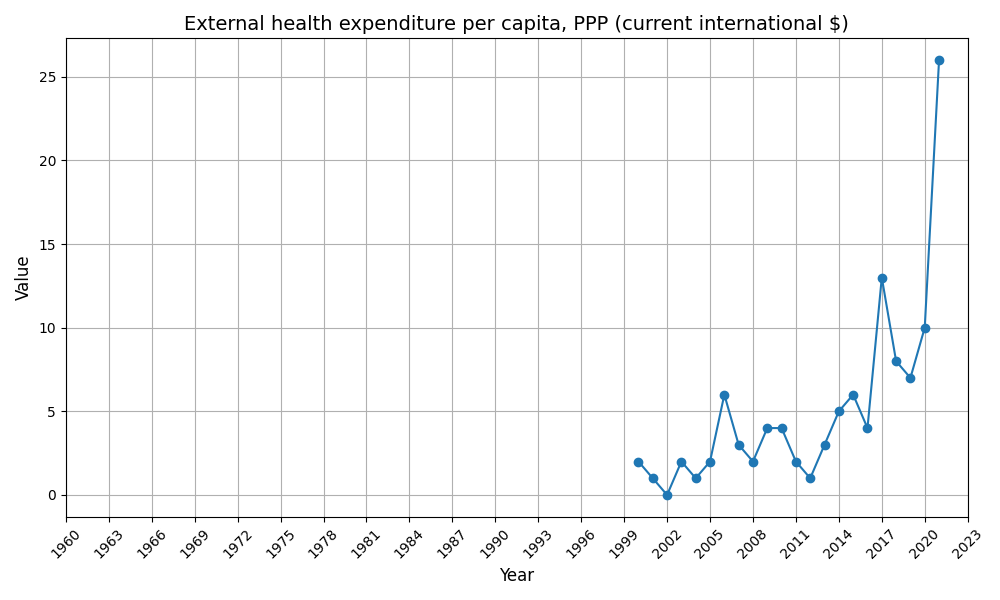 External health expenditure per capita, PPP (current international $)
Value
25
20
15
10
5
0
1960 1963 1966 1969 1972 1975 1978 1981 1984 1987 1990 1993 1996 1999 2002 2005 2008 2011 2014 2017 2020 2023
Year